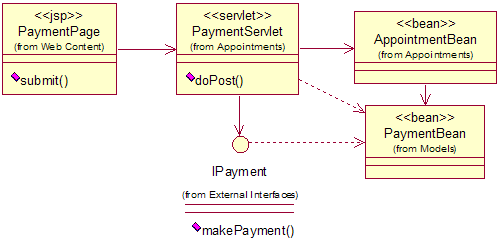 <<jsp>>
PaymentPage
(from Web Content)
submit()
<<servlet>>
PaymentServlet
(from Appointments)
doPost()
<<bean>>
AppointmentBean
(from Appointments)
<<bean>>
PaymentBean
(from Models)
IPayment
(from External Interfaces)
makePayment()